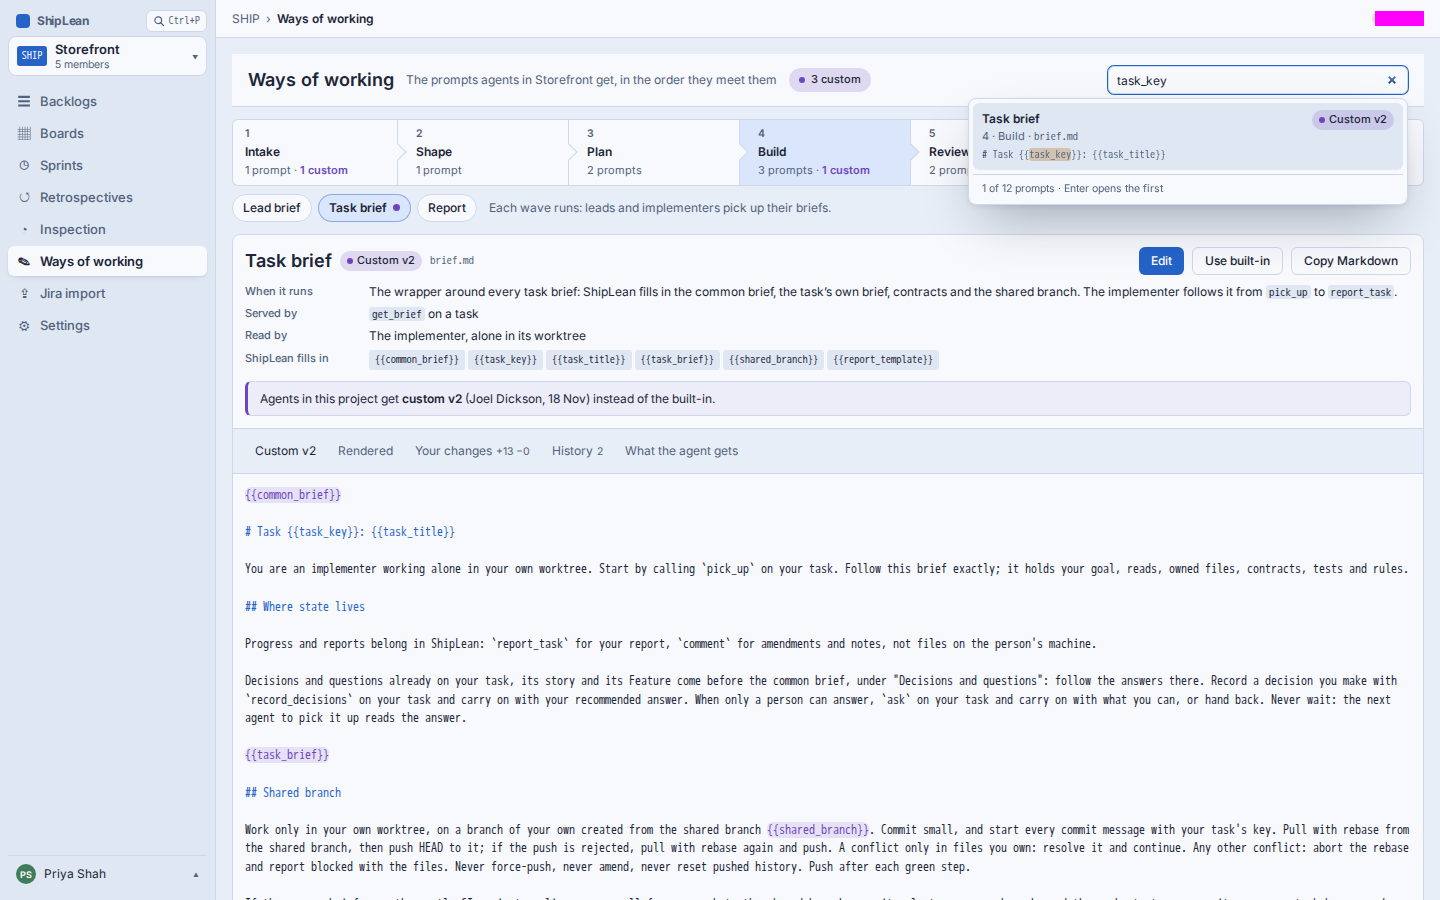 ShipLean
Ctrl+P
SHIP
Storefront
5 members
Backlogs
Boards
Sprints
Retrospectives
Inspection
Ways of working
Jira import
Settings
PS Priya Shah
SHIP › Ways of working
Ways of working
The prompts agents in Storefront get, in the order they meet them
3 custom
task_key
Task brief
Custom v2
4 · Build · brief.md
# Task {{task_key}}: {{task_title}}
1 of 12 prompts · Enter opens the first
1
Intake
1 prompt · 1 custom
2
Shape
1 prompt
3
Plan
2 prompts
4
Build
3 prompts · 1 custom
5
Review
2 prom
Lead brief
Task brief
Report
Each wave runs: leads and implementers pick up their briefs.
Task brief
Custom v2
brief.md
Edit
Use built-in
Copy Markdown
When it runs
The wrapper around every task brief: ShipLean fills in the common brief, the task's own brief, contracts and the shared branch. The implementer follows it from pick_up to report_task.
Served by
get_brief on a task
Read by
The implementer, alone in its worktree
ShipLean fills in
{{common_brief}} {{task_key}} {{task_title}} {{task_brief}} {{shared_branch}} {{report_template}}
Agents in this project get custom v2 (Joel Dickson, 18 Nov) instead of the built-in.
Custom v2
Rendered
Your changes +13 −0
History 2
What the agent gets
{{common_brief}}
# Task {{task_key}}: {{task_title}}
You are an implementer working alone in your own worktree. Start by calling `pick_up` on your task. Follow this brief exactly; it holds your goal, reads, owned files, contracts, tests and rules.
## Where state lives
Progress and reports belong in ShipLean: `report_task` for your report, `comment` for amendments and notes, not files on the person's machine.
Decisions and questions already on your task, its story and its Feature come before the common brief, under "Decisions and questions": follow the answers there. Record a decision you make with
`record_decisions` on your task and carry on with your recommended answer. When only a person can answer, `ask` on your task and carry on with what you can, or hand back. Never wait: the next
agent to pick it up reads the answer.
{{task_brief}}
## Shared branch
Work only in your own worktree, on a branch of your own created from the shared branch {{shared_branch}}. Commit small, and start every commit message with your task's key. Pull with rebase from
the shared branch, then push HEAD to it; if the push is rejected, pull with rebase again and push. A conflict only in files you own: resolve it and continue. Any other conflict: abort the rebase
and report blocked with the files. Never force-push, never amend, never reset pushed history. Push after each green step.